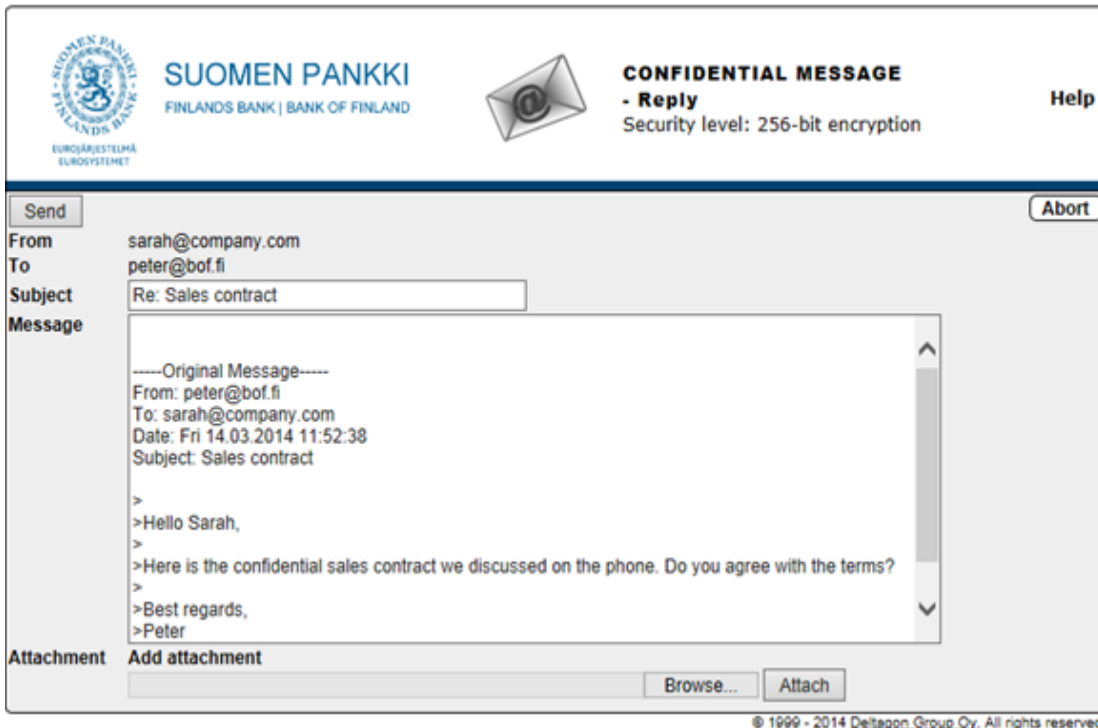 SUOMEN PANKKI
FINLANDS BANK
SUOMEN PANKKI
FINLANDS BANK | BANK OF FINLAND
EUROJÄRJESTELMÄ
EUROSYSTEMET
@
CONFIDENTIAL MESSAGE
- Reply
Security level: 256-bit encryption
Help
Send
Abort
From sarah@company.com
To peter@bof.fi
Subject Re: Sales contract
Message
-----Original Message-----
From: peter@bof.fi
To: sarah@company.com
Date: Fri 14.03.2014 11:52:38
Subject: Sales contract
>
>Hello Sarah,
>
>Here is the confidential sales contract we discussed on the phone. Do you agree with the terms?
>
>Best regards,
>Peter
Attachment Add attachment
Browse... Attach
© 1999 - 2014 Deltagon Group Oy. All rights reserved